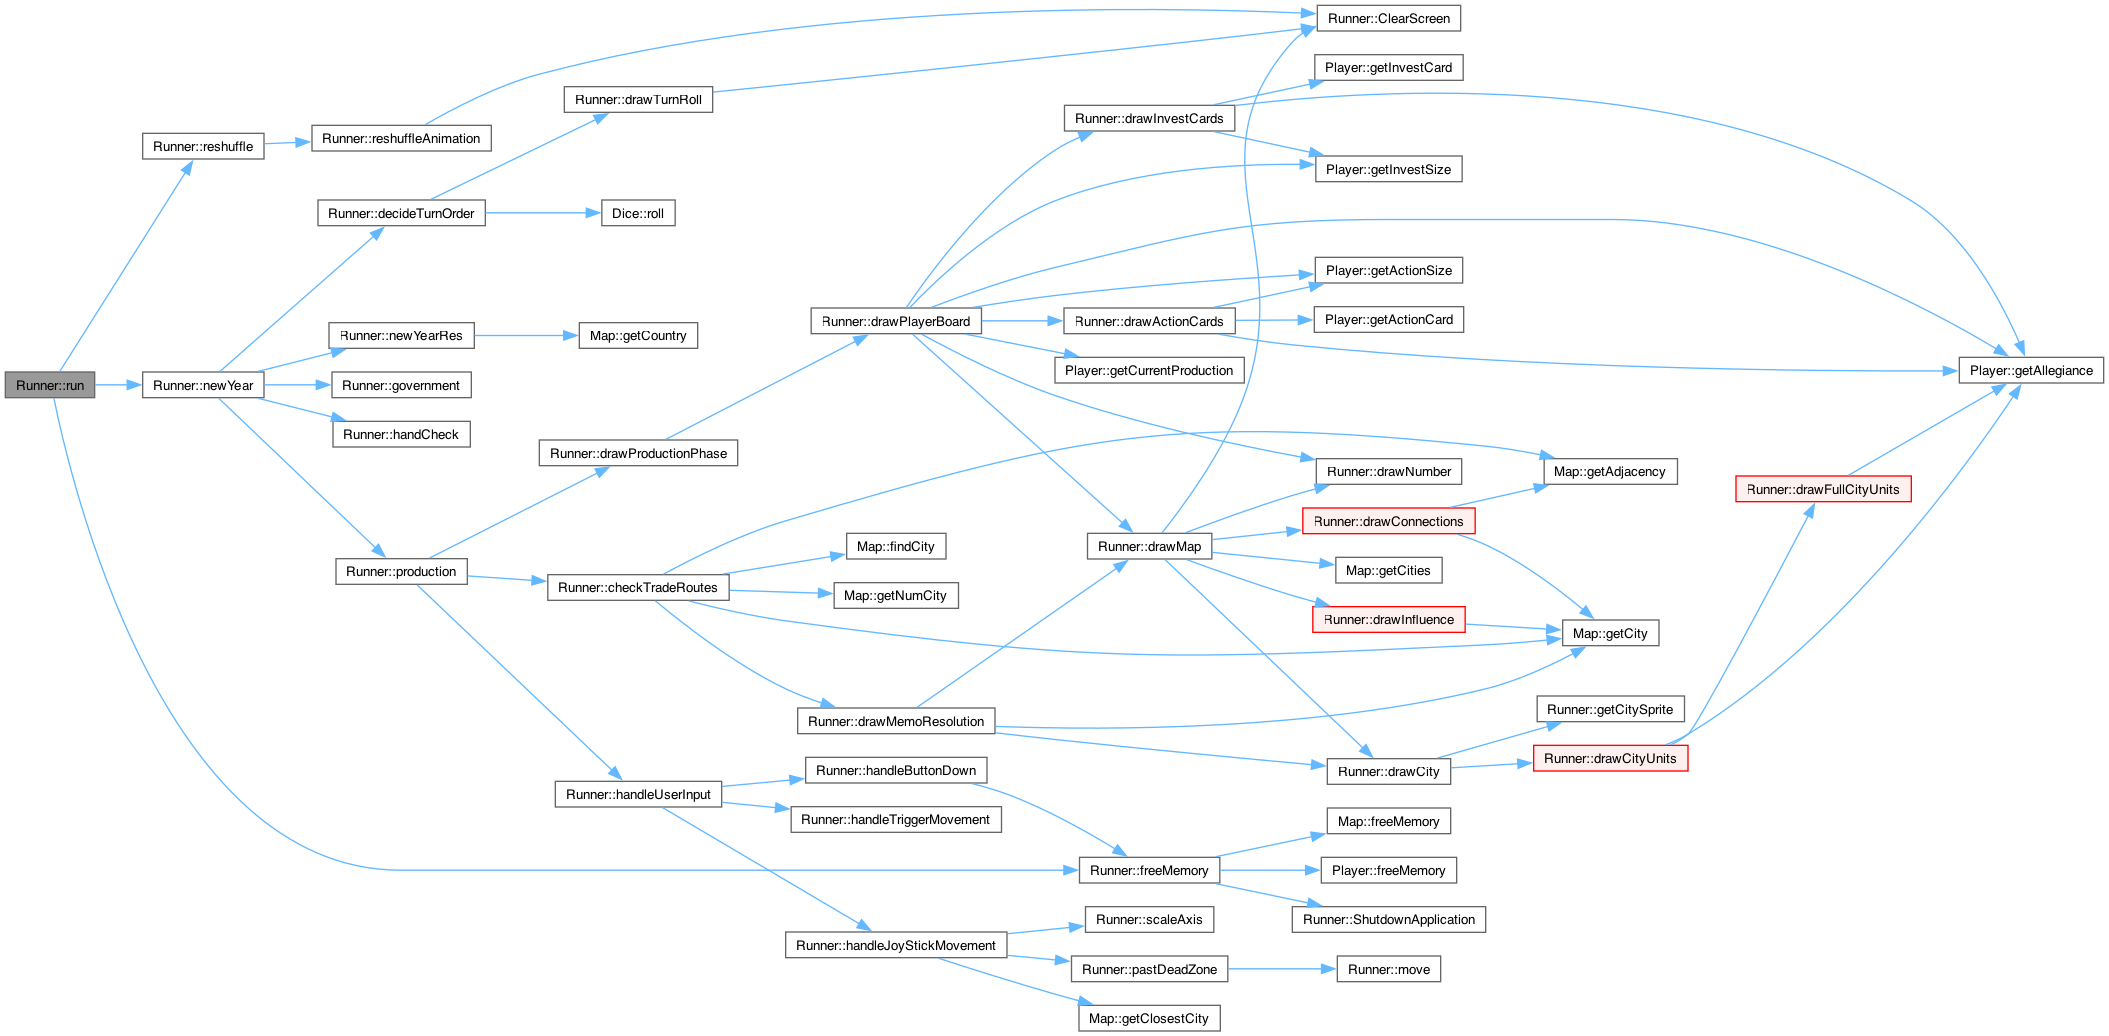 Runner::run
Runner::reshuffle
Runner::newYear
Runner::reshuffleAnimation
Runner::decideTurnOrder
Runner::newYearRes
Runner::government
Runner::handCheck
Runner::production
Runner::drawTurnRoll
Dice::roll
Map::getCountry
Runner::drawProductionPhase
Runner::checkTradeRoutes
Runner::handleUserInput
Runner::drawPlayerBoard
Map::findCity
Map::getNumCity
Runner::drawMemoResolution
Runner::handleButtonDown
Runner::handleTriggerMovement
Runner::handleJoyStickMovement
Runner::drawInvestCards
Runner::drawActionCards
Player::getCurrentProduction
Runner::drawMap
Runner::freeMemory
Runner::scaleAxis
Runner::pastDeadZone
Map::getClosestCity
Runner::ClearScreen
Player::getInvestCard
Player::getInvestSize
Player::getActionSize
Player::getActionCard
Runner::drawNumber
Runner::drawConnections
Map::getCities
Runner::drawInfluence
Runner::drawCity
Map::freeMemory
Player::freeMemory
Runner::ShutdownApplication
Runner::move
Map::getAdjacency
Map::getCity
Runner::getCitySprite
Runner::drawCityUnits
Runner::drawFullCityUnits
Player::getAllegiance